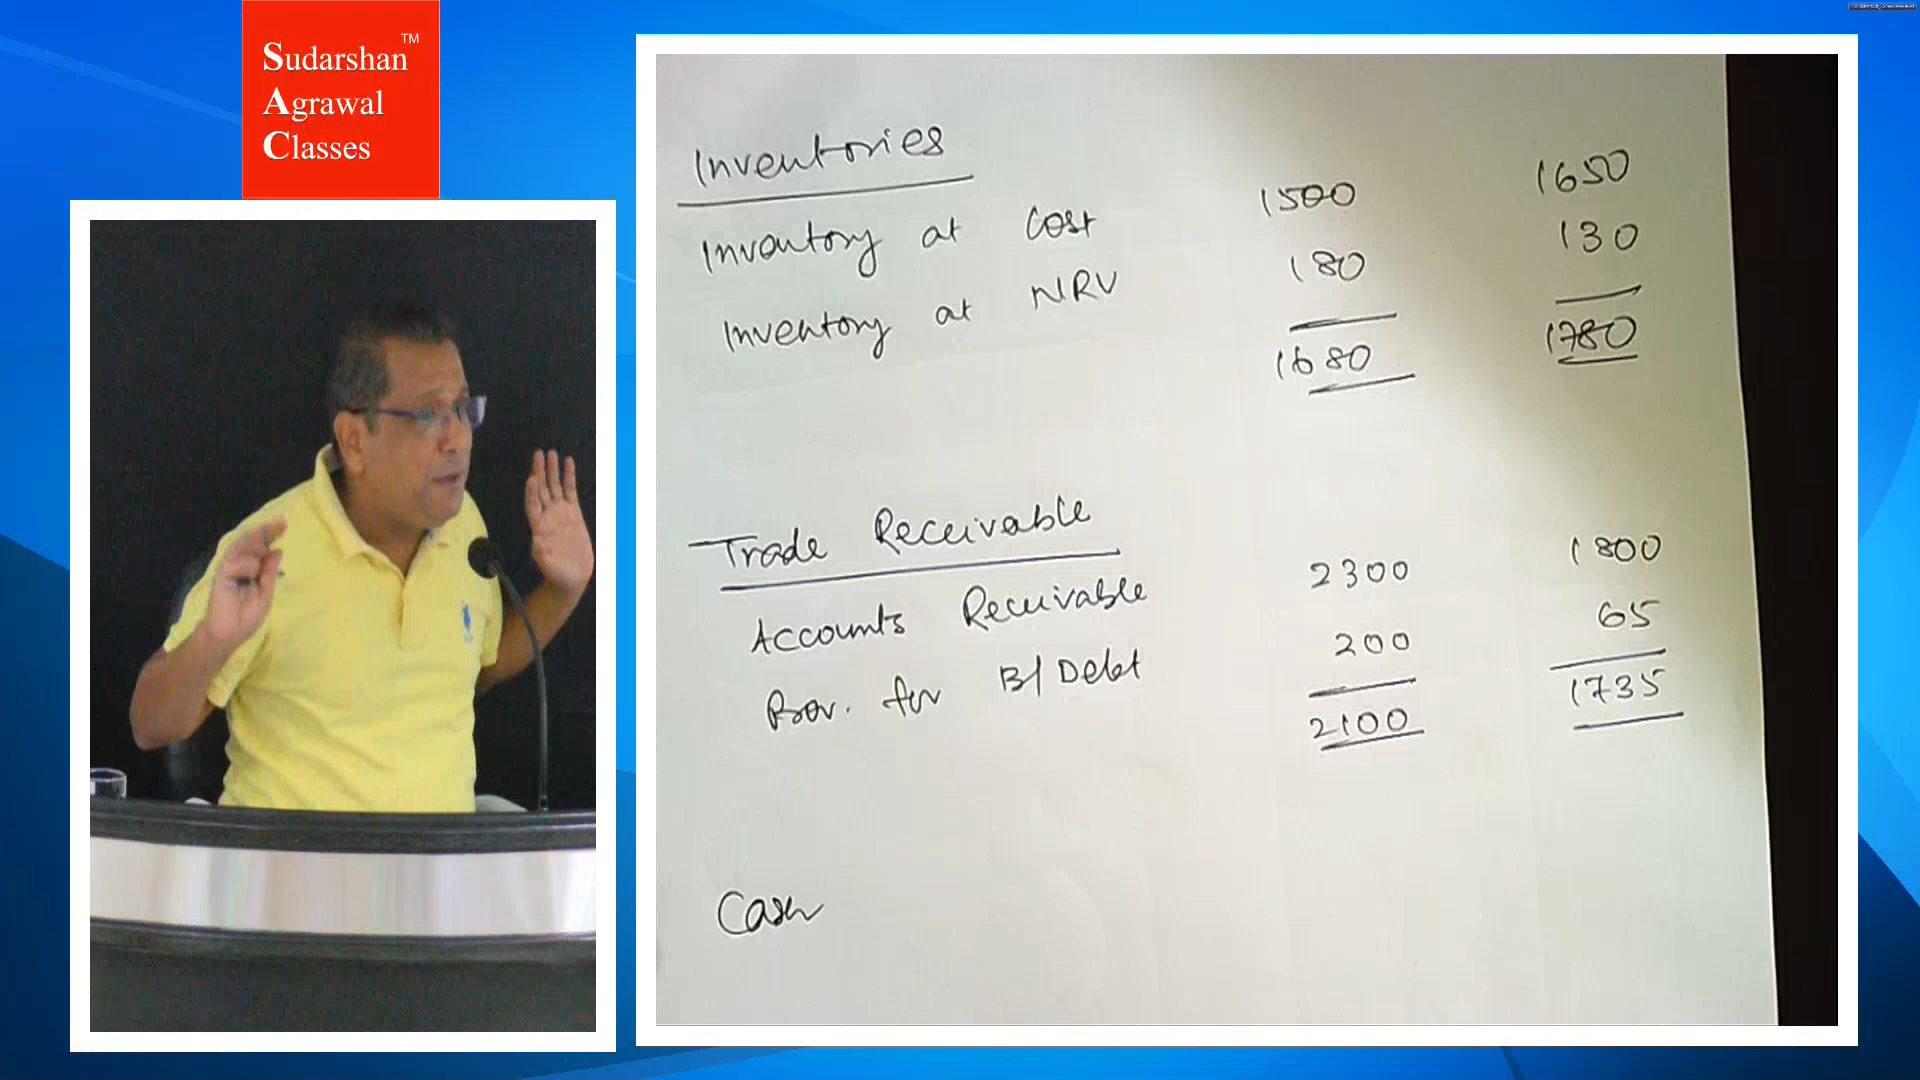 Sudarshan™
Agrawal
Classes
Inventories
Inventory at Cost 1500 1650
Inventory at NRV 180 130
1680 1780
Trade Receivable
Accounts Receivable 2300 1800
Prov. for B/Debt 200 65
2100 1735
Cash